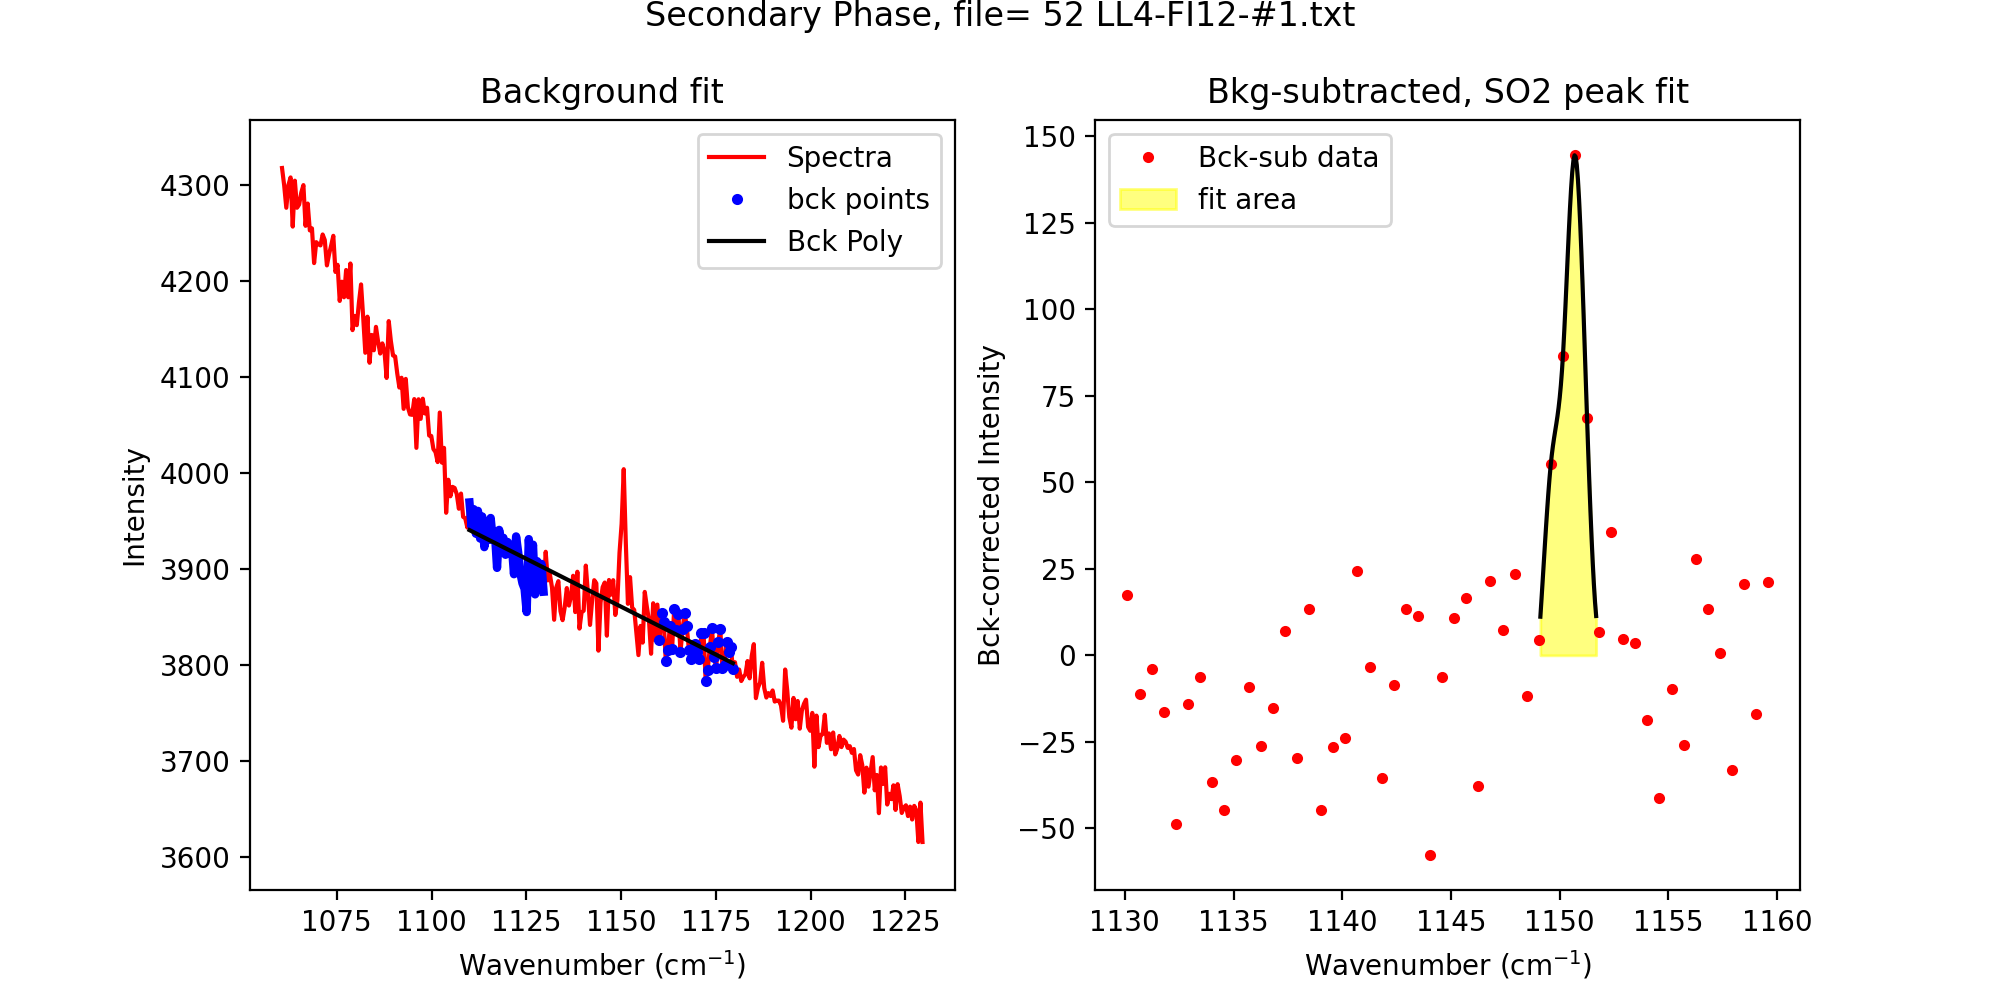 Secondary Phase, file= 52 LL4-FI12-#1.txt
Background fit
Spectra
bck points
Bck Poly
Intensity
4300
4200
4100
4000
3900
3800
3700
3600
1075 1100 1125 1150 1175 1200 1225
Wavenumber (cm⁻¹)
Bkg-subtracted, SO2 peak fit
Bck-sub data
fit area
Bck-corrected Intensity
150
125
100
75
50
25
0
−25
−50
1130 1135 1140 1145 1150 1155 1160
Wavenumber (cm⁻¹)